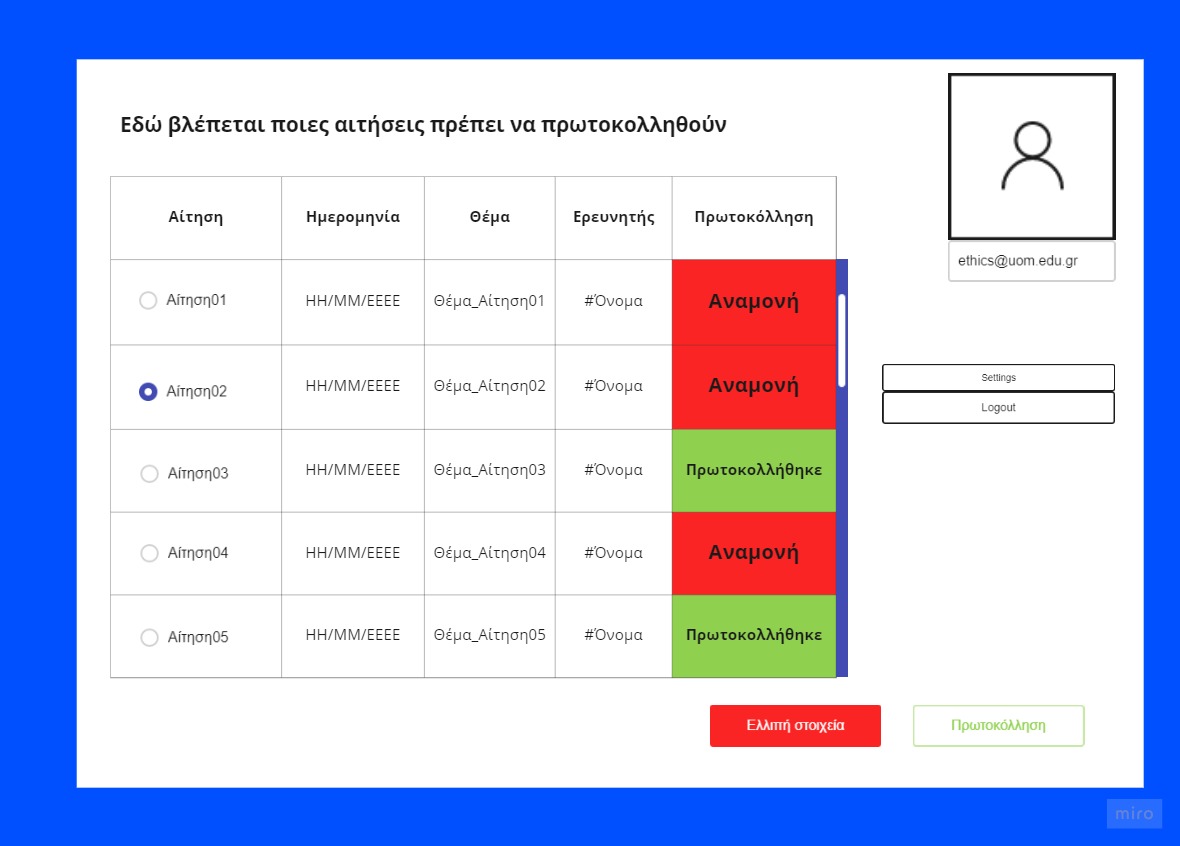 Εδώ βλέπεται ποιες αιτήσεις πρέπει να πρωτοκολληθούν
ethics@uom.edu.gr
Αίτηση Ημερομηνία Θέμα Ερευνητής Πρωτοκόλληση
Αίτηση01 ΗΗ/ΜΜ/ΕΕΕΕ Θέμα_Αίτηση01 #Όνομα Αναμονή
Αίτηση02 ΗΗ/ΜΜ/ΕΕΕΕ Θέμα_Αίτηση02 #Όνομα Αναμονή
Αίτηση03 ΗΗ/ΜΜ/ΕΕΕΕ Θέμα_Αίτηση03 #Όνομα Πρωτοκολλήθηκε
Αίτηση04 ΗΗ/ΜΜ/ΕΕΕΕ Θέμα_Αίτηση04 #Όνομα Αναμονή
Αίτηση05 ΗΗ/ΜΜ/ΕΕΕΕ Θέμα_Αίτηση05 #Όνομα Πρωτοκολλήθηκε
Settings
Logout
Ελλιπή στοιχεία
Πρωτοκόλληση
miro